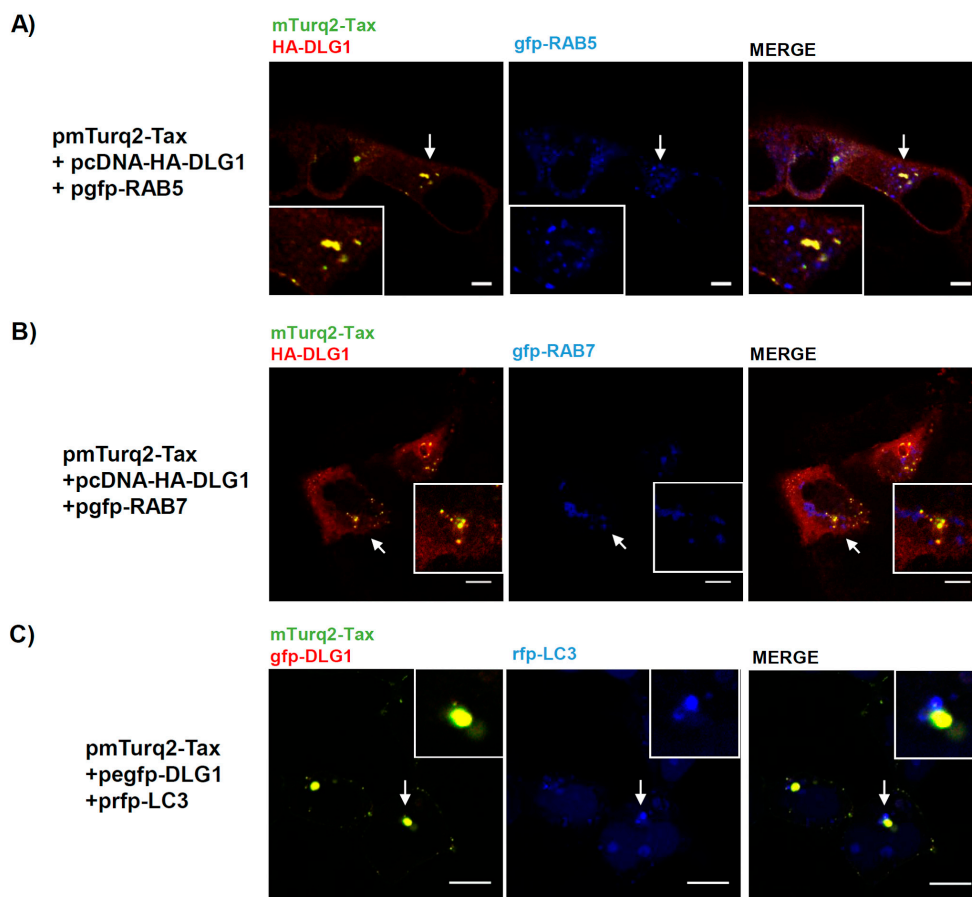 A)
mTurq2-Tax
HA-DLG1
gfp-RAB5
MERGE
pmTurq2-Tax
+ pcDNA-HA-DLG1
+ pgfp-RAB5
B)
mTurq2-Tax
HA-DLG1
gfp-RAB7
MERGE
pmTurq2-Tax
+pcDNA-HA-DLG1
+pgfp-RAB7
C)
mTurq2-Tax
gfp-DLG1
rfp-LC3
MERGE
pmTurq2-Tax
+pegfp-DLG1
+prfp-LC3